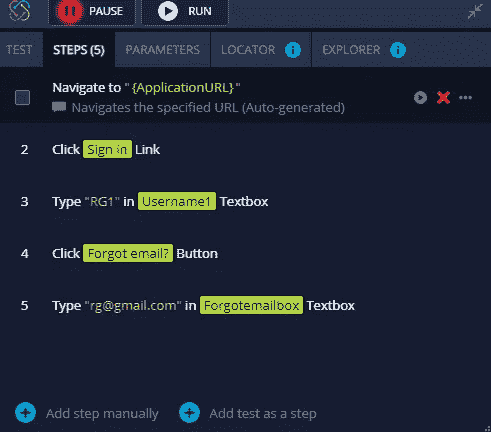 PAUSE RUN
TEST STEPS (5) PARAMETERS LOCATOR i EXPLORER i
Navigate to "{ApplicationURL}"
Navigates the specified URL (Auto-generated)
2 Click Sign in Link
3 Type "RG1" in Username1 Textbox
4 Click Forgot email? Button
5 Type "rg@gmail.com" in Forgotemailbox Textbox
Add step manually Add test as a step